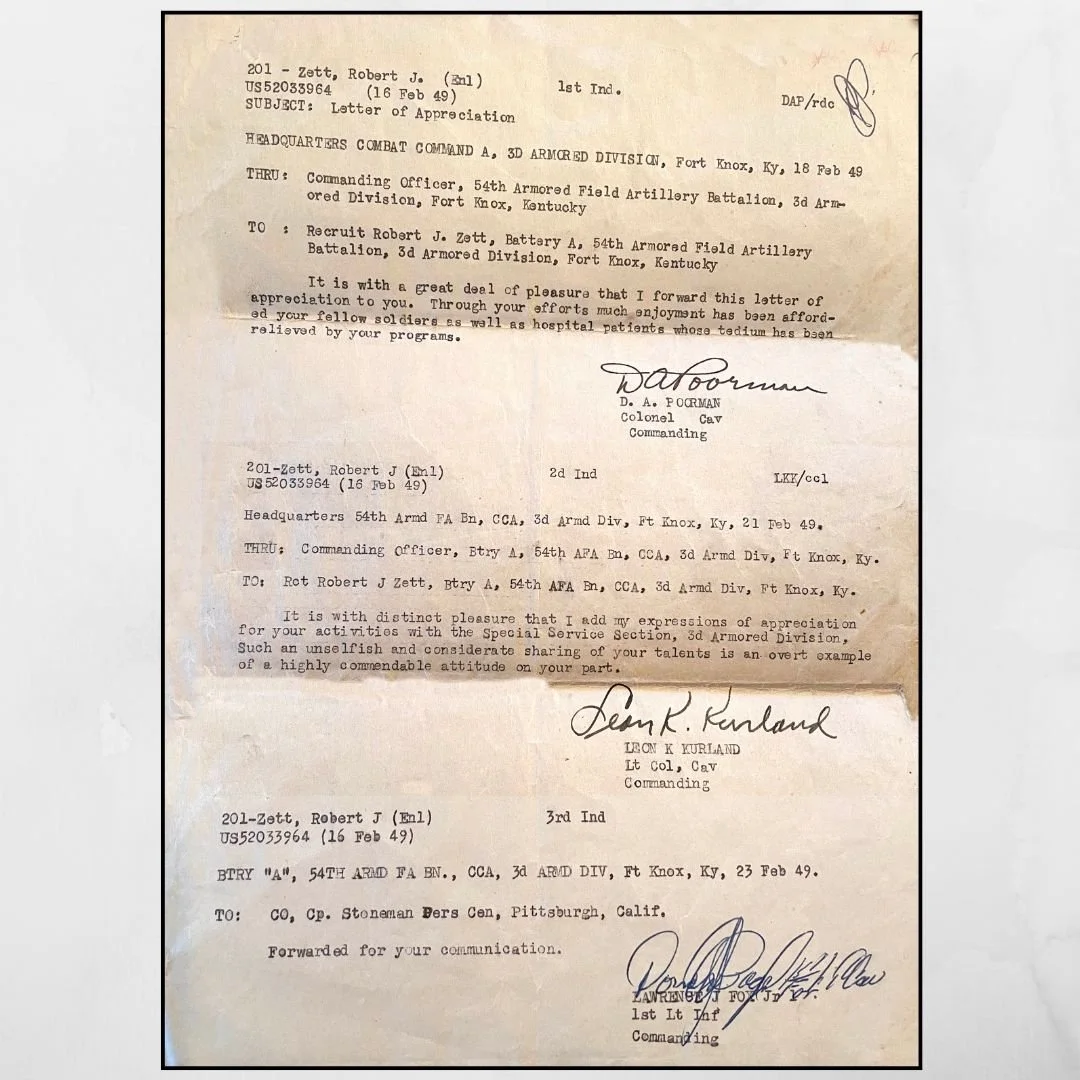 201 - Zett, Robert J. (Enl) 1st Ind. DAP/rdc
US52033964 (16 Feb 49)
SUBJECT: Letter of Appreciation
HEADQUARTERS COMBAT COMMAND A, 3D ARMORED DIVISION, Fort Knox, Ky, 18 Feb 49
THRU: Commanding Officer, 54th Armored Field Artillery Battalion, 3d Arm-
ored Division, Fort Knox, Kentucky
TO : Recruit Robert J. Zett, Battery A, 54th Armored Field Artillery
Battalion, 3d Armored Division, Fort Knox, Kentucky
It is with a great deal of pleasure that I forward this letter of
appreciation to you. Through your efforts much enjoyment has been afford-
ed your fellow soldiers as well as hospital patients whose tedium has been
relieved by your programs.
D A Poorman
D. A. POORMAN
Colonel Cav
Commanding
201-Zett, Robert J (Enl) 2d Ind LKK/ccl
US52033964 (16 Feb 49)
Headquarters 54th Armd FA Bn, CCA, 3d Armd Div, Ft Knox, Ky, 21 Feb 49.
THRU: Commanding Officer, Btry A, 54th AFA Bn, CCA, 3d Armd Div, Ft Knox, Ky.
TO: Rct Robert J Zett, Btry A, 54th AFA Bn, CCA, 3d Armd Div, Ft Knox, Ky.
It is with distinct pleasure that I add my expressions of appreciation
for your activities with the Special Service Section, 3d Armored Division,
Such an unselfish and considerate sharing of your talents is an overt example
of a highly commendable attitude on your part.
Leon K. Kurland
LEON K KURLAND
Lt Col, Cav
Commanding
201-Zett, Robert J (Enl) 3rd Ind
US52033964 (16 Feb 49)
BTRY "A", 54TH ARMD FA BN., CCA, 3d ARMD DIV, Ft Knox, Ky, 23 Feb 49.
TO: CO, Cp. Stoneman Pers Cen, Pittsburgh, Calif.
Forwarded for your communication.
LAWRENCE J FOX Jr
1st Lt Inf
Commanding